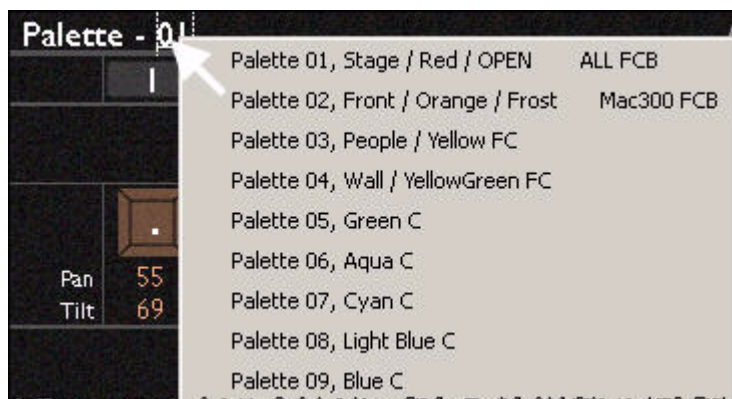 Palette - 01
1
Palette 01, Stage / Red / OPEN ALL FCB
Palette 02, Front / Orange / Frost Mac300 FCB
Palette 03, People / Yellow FC
Palette 04, Wall / YellowGreen FC
Palette 05, Green C
Palette 06, Aqua C
Pan 55
Palette 07, Cyan C
Tilt 69
Palette 08, Light Blue C
Palette 09, Blue C